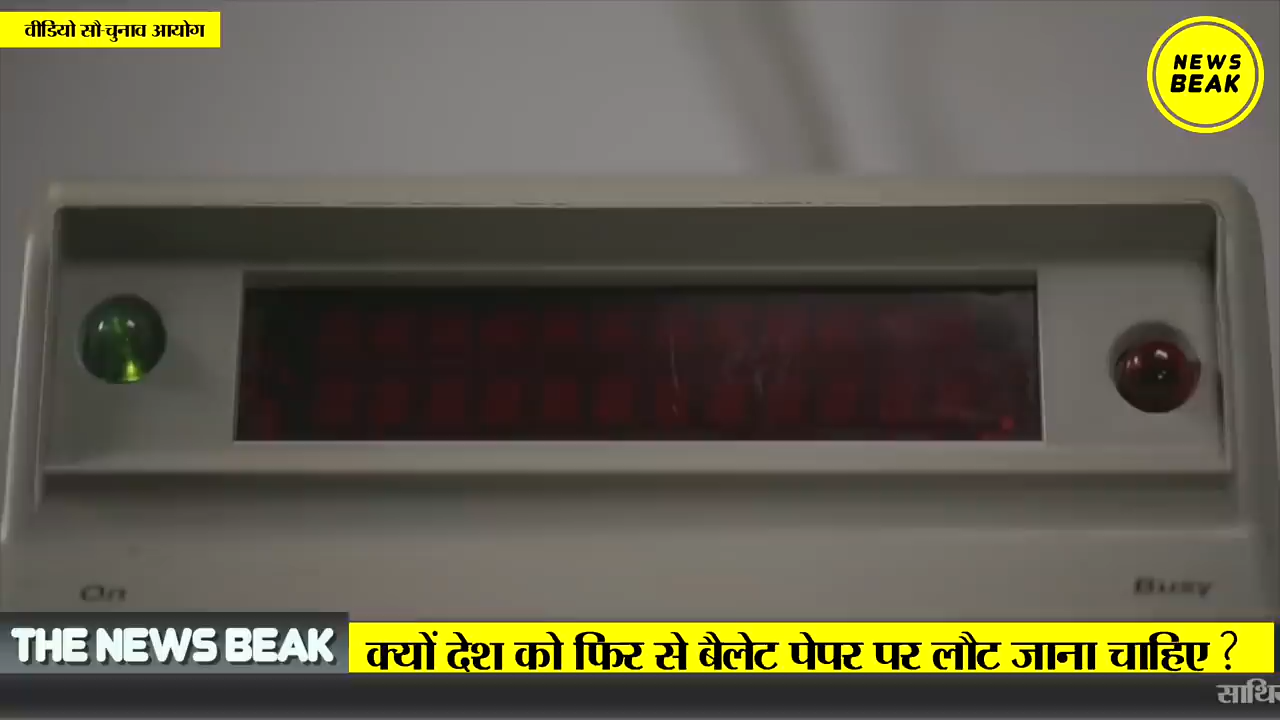 वीडियो सौ-चुनाव आयोग
NEWS
BEAK
On
Busy
THE NEWS BEAK
क्यों देश को फिर से बैलेट पेपर पर लौट जाना चाहिए ?